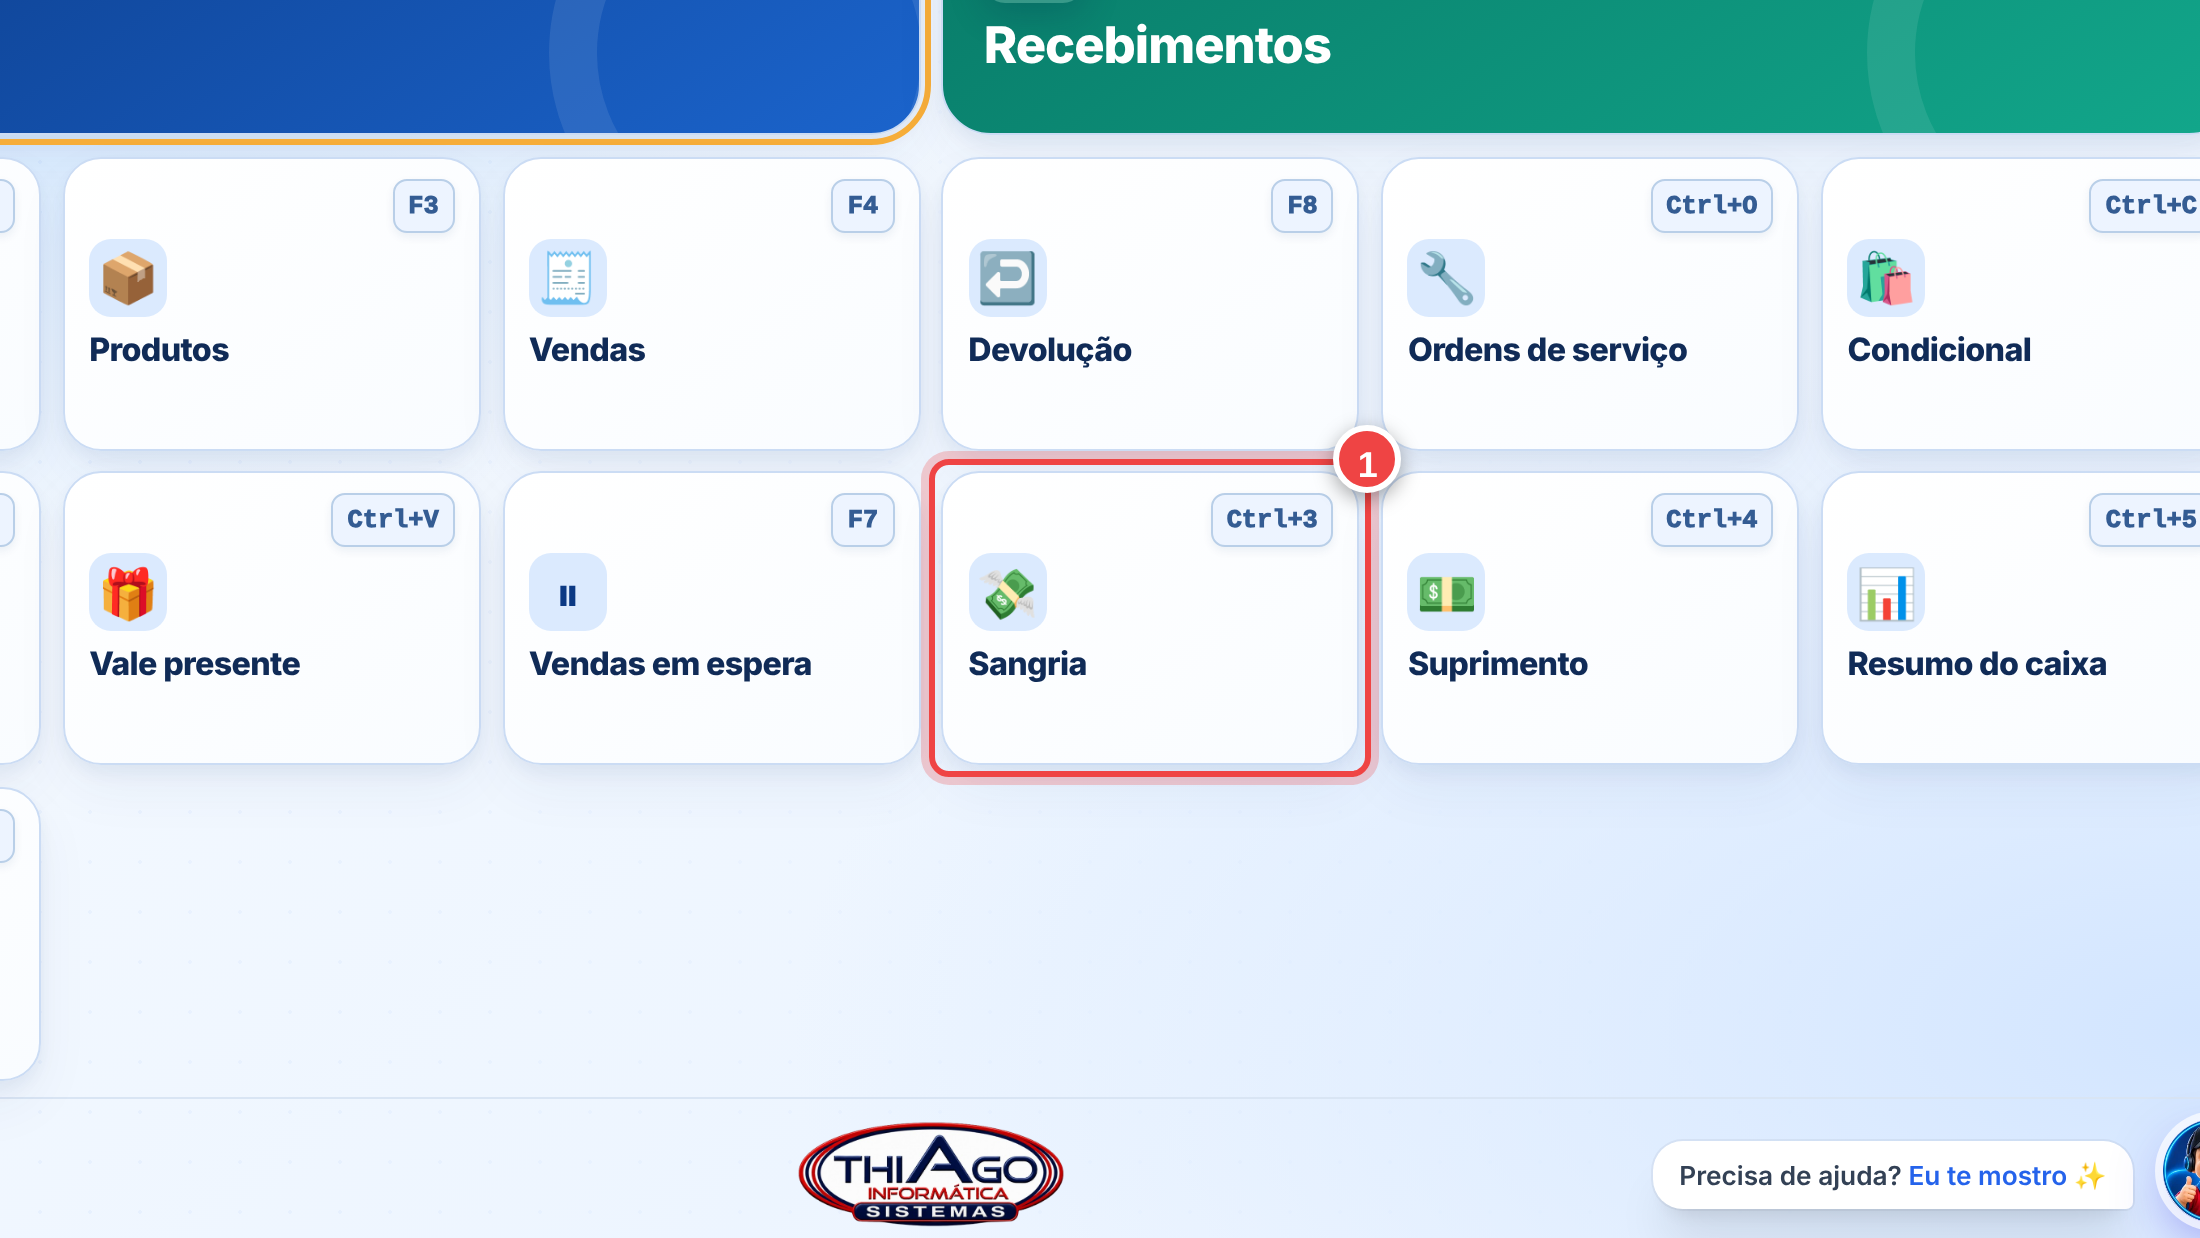 Recebimentos
F3
F4
F8
Ctrl+O
Ctrl+C
Produtos
Vendas
Devolução
Ordens de serviço
Condicional
1
Ctrl+V
F7
Ctrl+3
Ctrl+4
Ctrl+5
Vale presente
Vendas em espera
Sangria
Suprimento
Resumo do caixa
THIAGO
INFORMÁTICA
SISTEMAS
Precisa de ajuda? Eu te mostro ✨